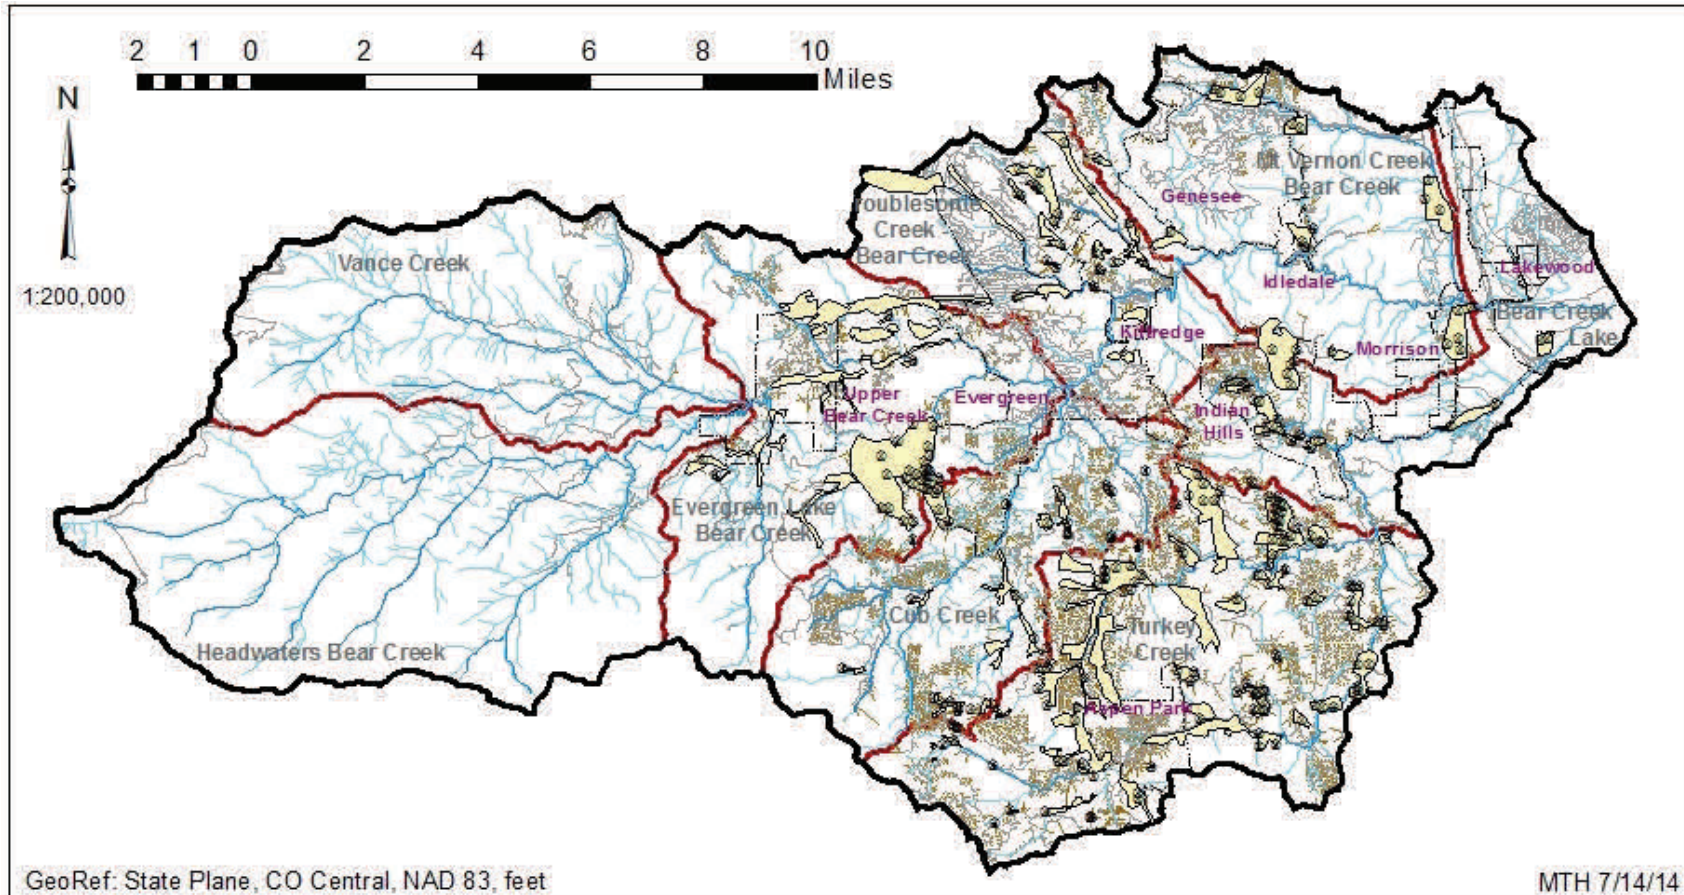 2 1 0 2 4 6 8 10
Miles
N
1:200,000
Vance Creek
Troublesome
Creek
Bear Creek
Mt Vernon Creek
Bear Creek
Genesee
Lakewood
Idledale
Bear Creek
Lake
Kittredge
Morrison
Upper
Bear Creek
Evergreen
Indian
Hills
Evergreen Lake
Bear Creek
Cub Creek
Turkey
Creek
Headwaters Bear Creek
Aspen Park
GeoRef: State Plane, CO Central, NAD 83, feet
MTH 7/14/14